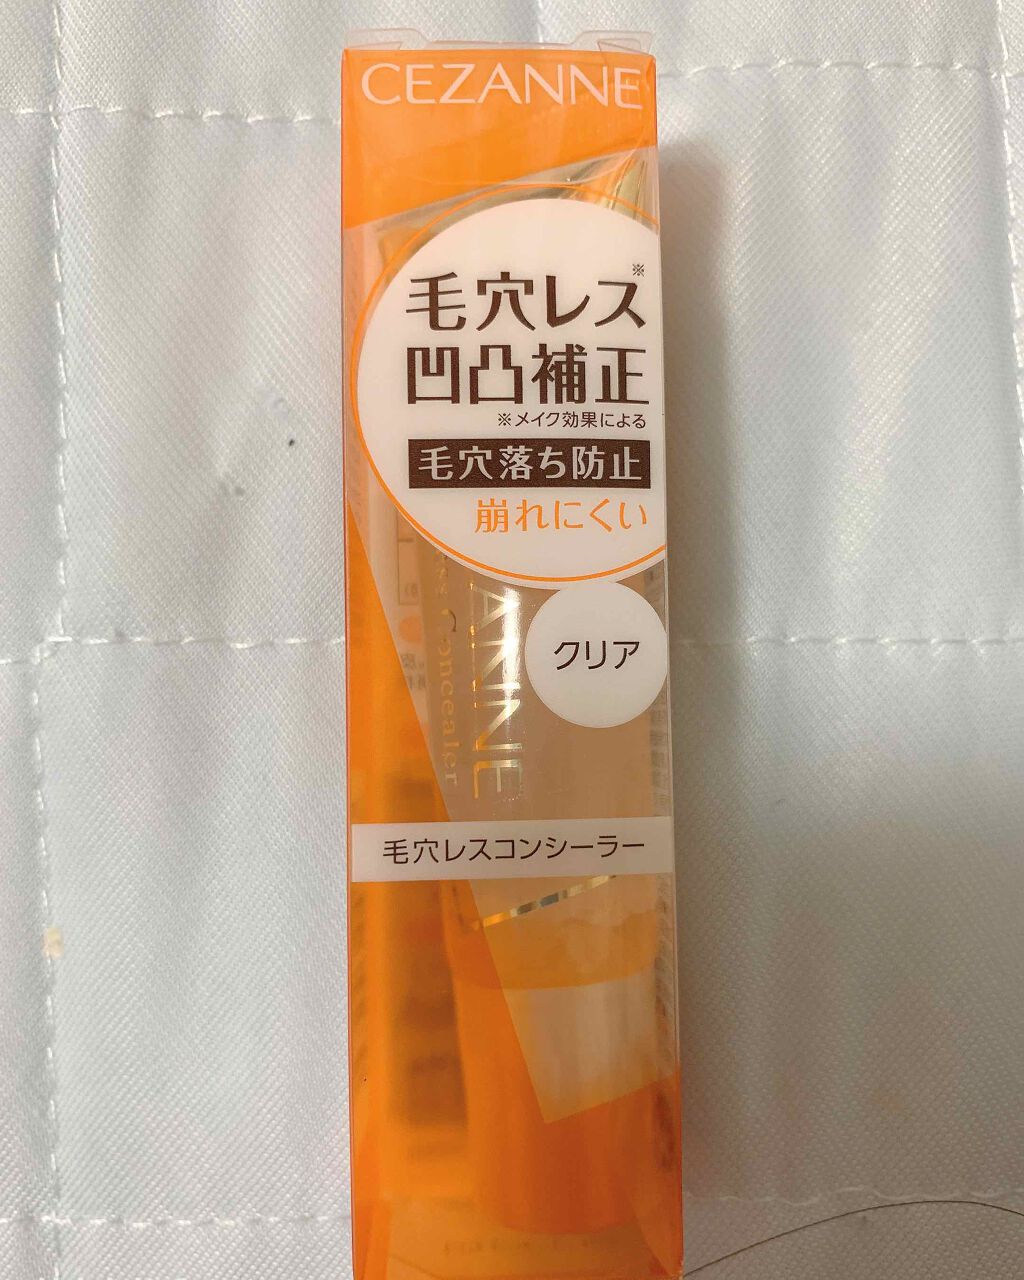 CEZANNE
毛穴レス※
凹凸補正
※メイク効果による
毛穴落ち防止
崩れにくい
クリア
ANNE
Concealer
毛穴レスコンシーラー